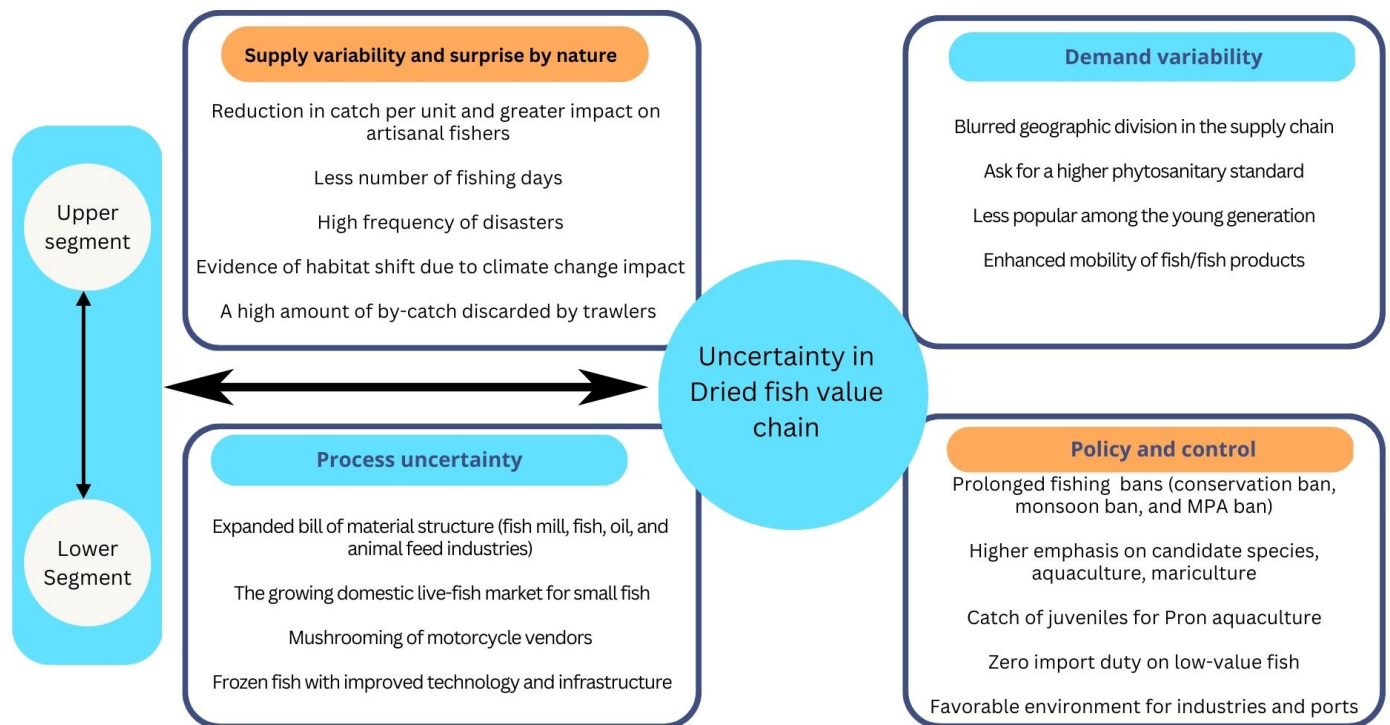 Upper
segment
Lower
Segment
Supply variability and surprise by nature
Reduction in catch per unit and greater impact on
artisanal fishers
Less number of fishing days
High frequency of disasters
Evidence of habitat shift due to climate change impact
A high amount of by-catch discarded by trawlers
Demand variability
Blurred geographic division in the supply chain
Ask for a higher phytosanitary standard
Less popular among the young generation
Enhanced mobility of fish/fish products
Uncertainty in
Dried fish value
chain
Process uncertainty
Expanded bill of material structure (fish mill, fish, oil, and
animal feed industries)
The growing domestic live-fish market for small fish
Mushrooming of motorcycle vendors
Frozen fish with improved technology and infrastructure
Policy and control
Prolonged fishing bans (conservation ban,
monsoon ban, and MPA ban)
Higher emphasis on candidate species,
aquaculture, mariculture
Catch of juveniles for Pron aquaculture
Zero import duty on low-value fish
Favorable environment for industries and ports